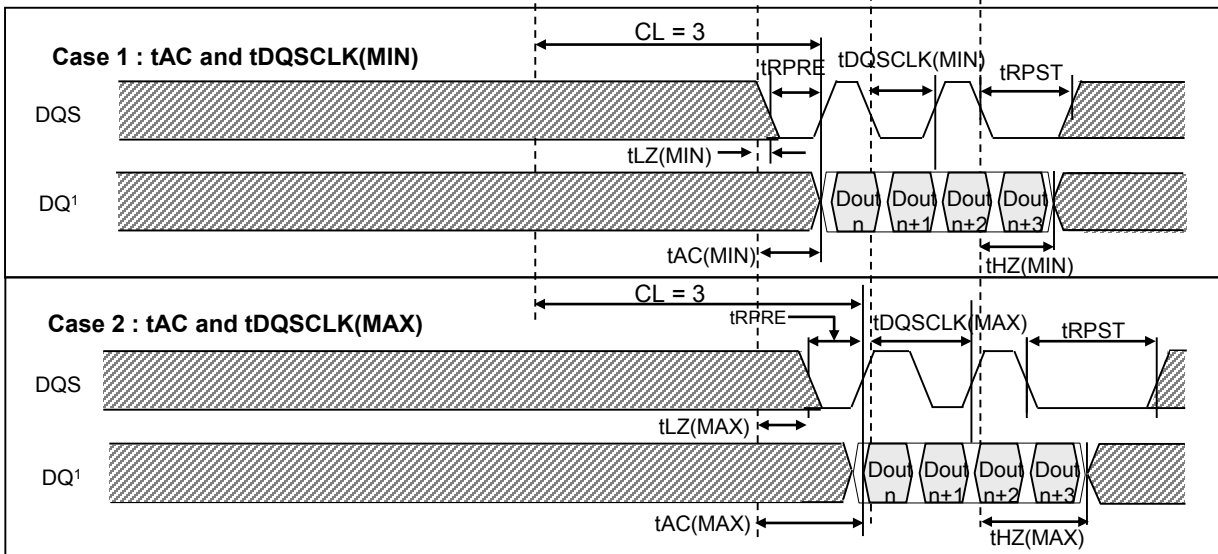 CL = 3
Case 1 : tAC and tDQSCLK(MIN)
tRPRE
tDQSCLK(MIN)
tRPST
DQS
tLZ(MIN)
DQ1
Dout n
Dout n+1
Dout n+2
Dout n+3
tAC(MIN)
tHZ(MIN)
CL = 3
Case 2 : tAC and tDQSCLK(MAX)
tRPRE
tDQSCLK(MAX)
tRPST
DQS
tLZ(MAX)
DQ1
Dout n
Dout n+1
Dout n+2
Dout n+3
tAC(MAX)
tHZ(MAX)